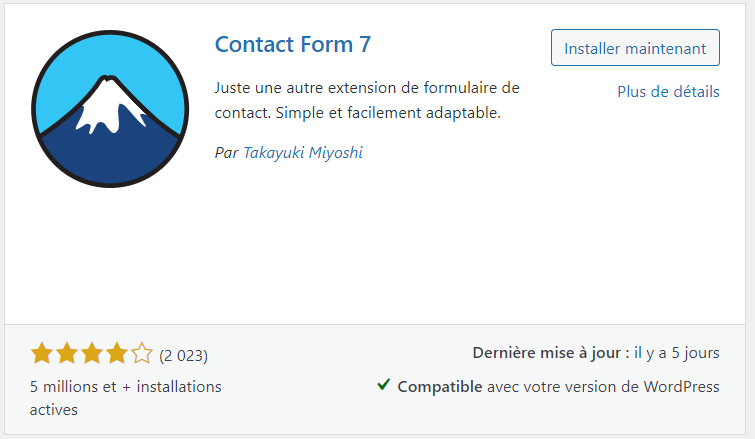 Contact Form 7
Installer maintenant
Juste une autre extension de formulaire de
contact. Simple et facilement adaptable.
Plus de détails
Par Takayuki Miyoshi
(2 023)
Dernière mise à jour : il y a 5 jours
5 millions et + installations
actives
Compatible avec votre version de WordPress